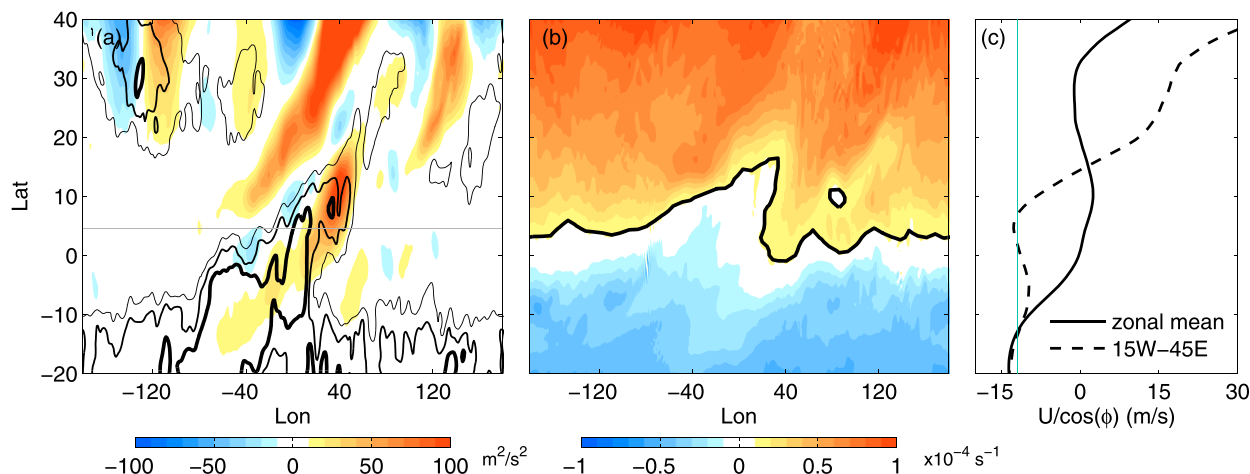 (a)
(b)
(c)
40
30
20
10
0
−10
−20
Lat
−120 −40 40 120
Lon
−120 −40 40 120
Lon
−15 0 15 30
U/cos(ϕ) (m/s)
zonal mean
15W−45E
−100 −50 0 50 100
m²/s²
−1 −0.5 0 0.5 1
x10⁻⁴ s⁻¹